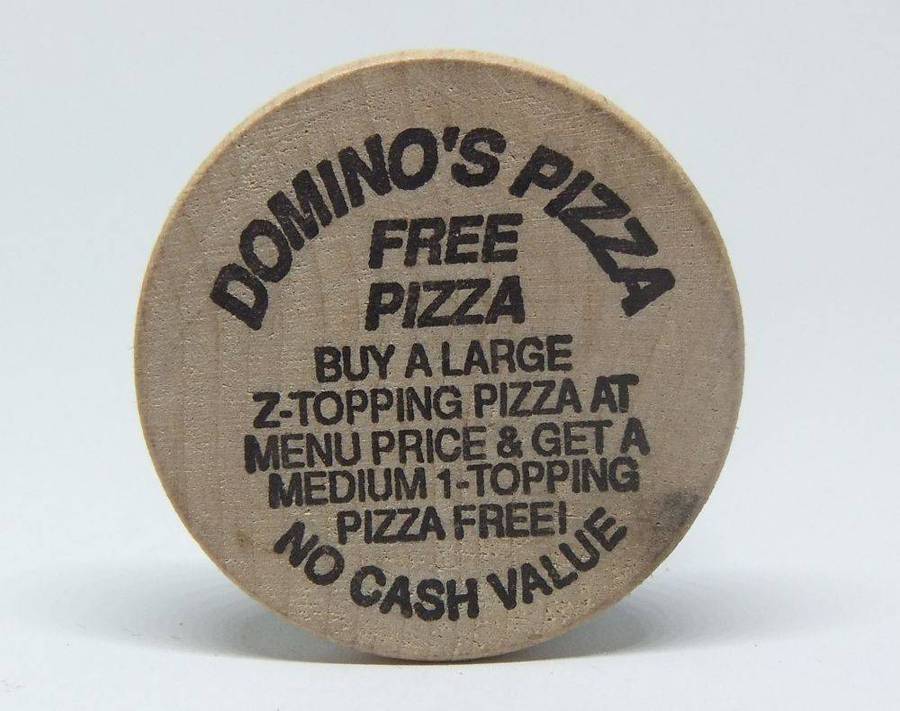 DOMINO'S PIZZA
FREE
PIZZA
BUY A LARGE
Z-TOPPING PIZZA AT
MENU PRICE & GET A
MEDIUM 1-TOPPING
PIZZA FREE!
NO CASH VALUE